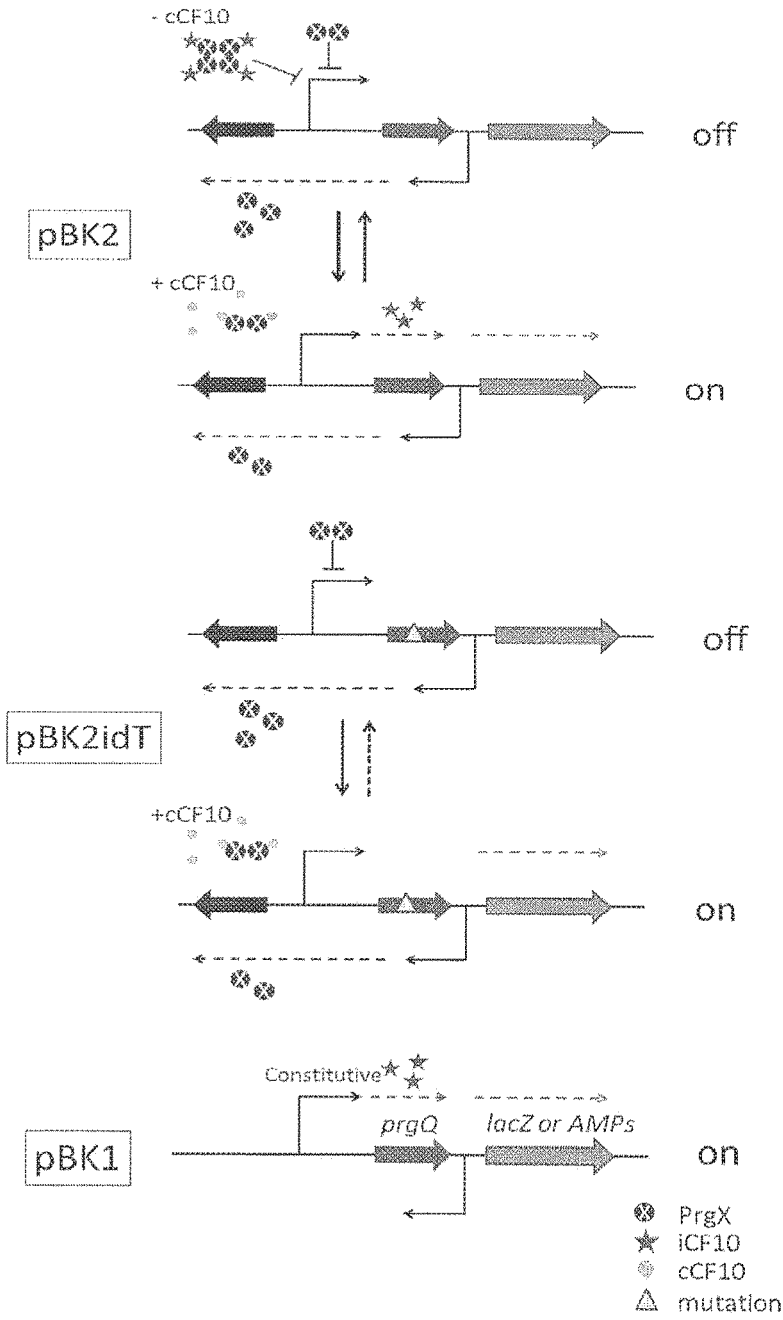 - cCF10
off
pBK2
+ cCF10
on
off
pBK2idT
+cCF10
on
Constitutive
prgQ
lacZ or AMPs
pBK1
on
PrgX
iCF10
cCF10
mutation